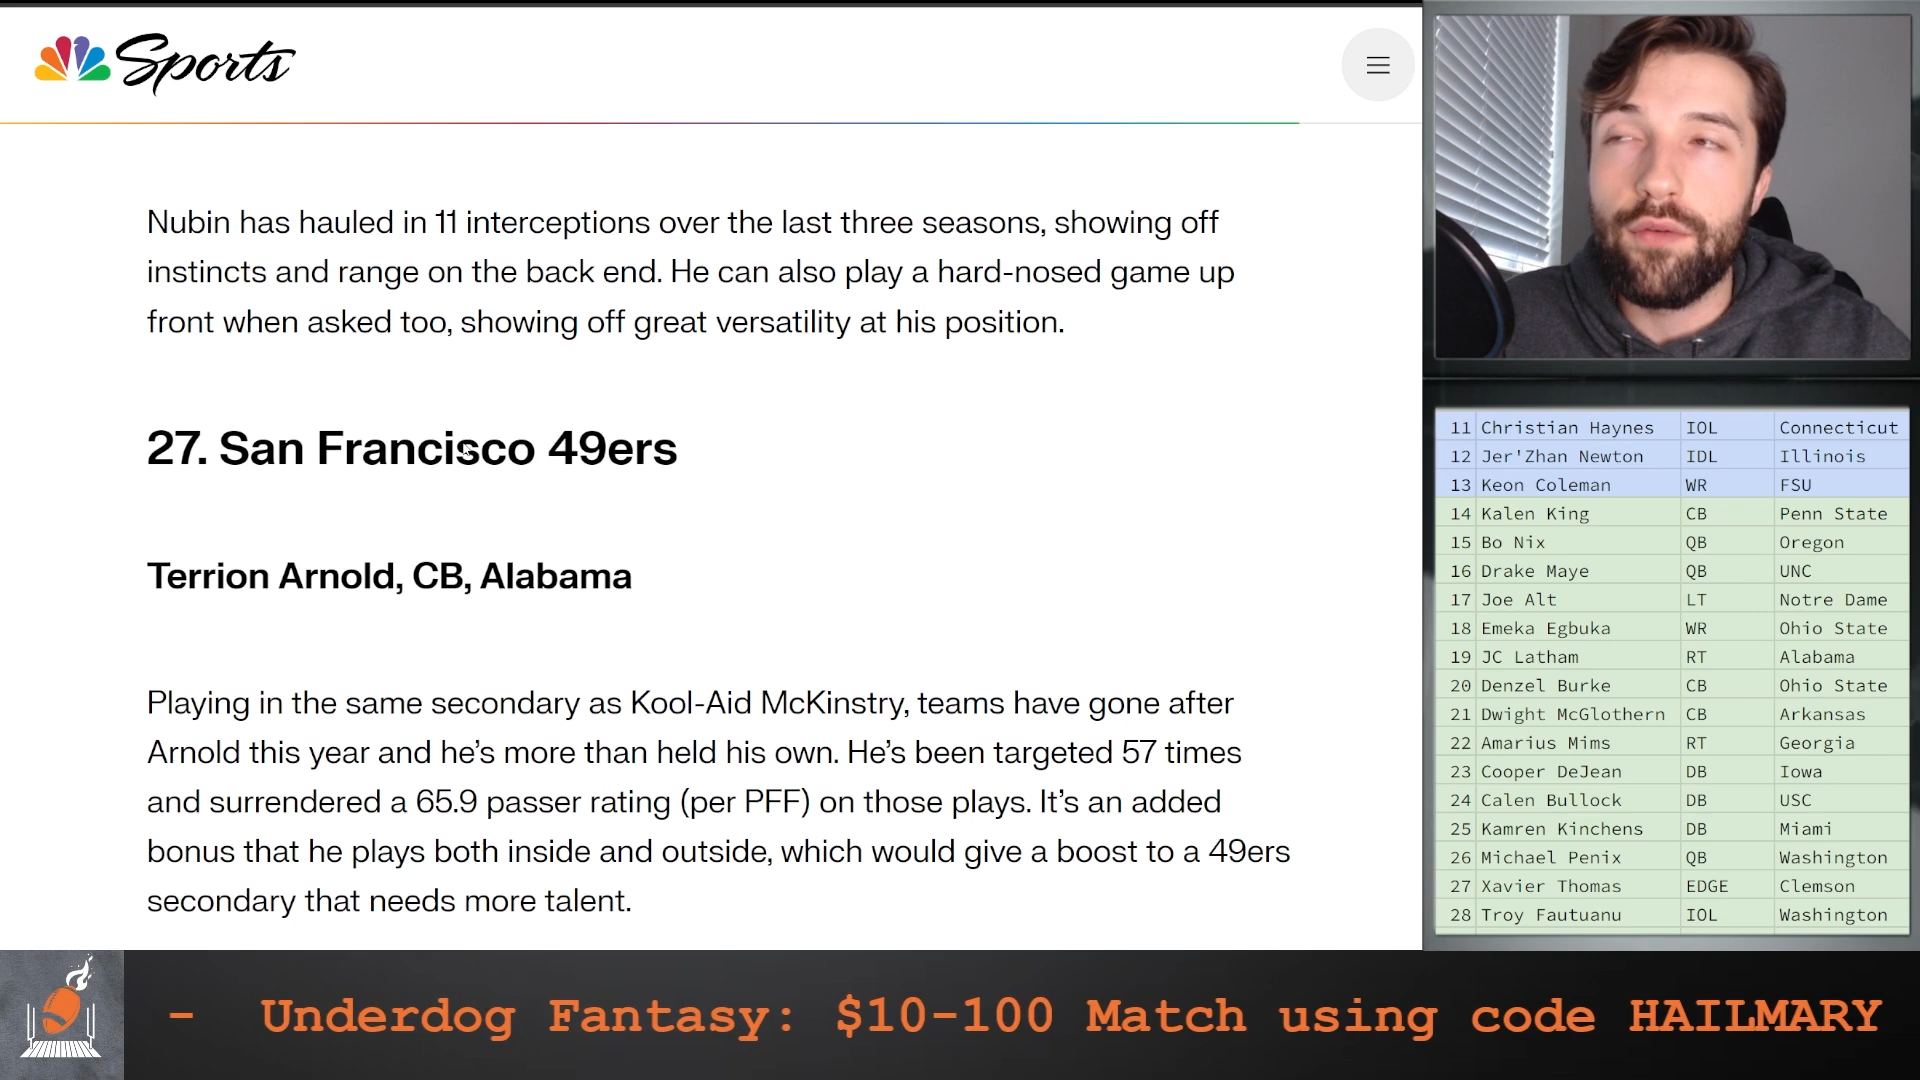 Sports
Nubin has hauled in 11 interceptions over the last three seasons, showing off
instincts and range on the back end. He can also play a hard-nosed game up
front when asked too, showing off great versatility at his position.
27. San Francisco 49ers
Terrion Arnold, CB, Alabama
Playing in the same secondary as Kool-Aid McKinstry, teams have gone after
Arnold this year and he’s more than held his own. He’s been targeted 57 times
and surrendered a 65.9 passer rating (per PFF) on those plays. It’s an added
bonus that he plays both inside and outside, which would give a boost to a 49ers
secondary that needs more talent.
11 Christian Haynes IOL Connecticut
12 Jer'Zhan Newton IDL Illinois
13 Keon Coleman WR FSU
14 Kalen King CB Penn State
15 Bo Nix QB Oregon
16 Drake Maye QB UNC
17 Joe Alt LT Notre Dame
18 Emeka Egbuka WR Ohio State
19 JC Latham RT Alabama
20 Denzel Burke CB Ohio State
21 Dwight McGlothern CB Arkansas
22 Amarius Mims RT Georgia
23 Cooper DeJean DB Iowa
24 Calen Bullock DB USC
25 Kamren Kinchens DB Miami
26 Michael Penix QB Washington
27 Xavier Thomas EDGE Clemson
28 Troy Fautuanu IOL Washington
- Underdog Fantasy: $10-100 Match using code HAILMARY